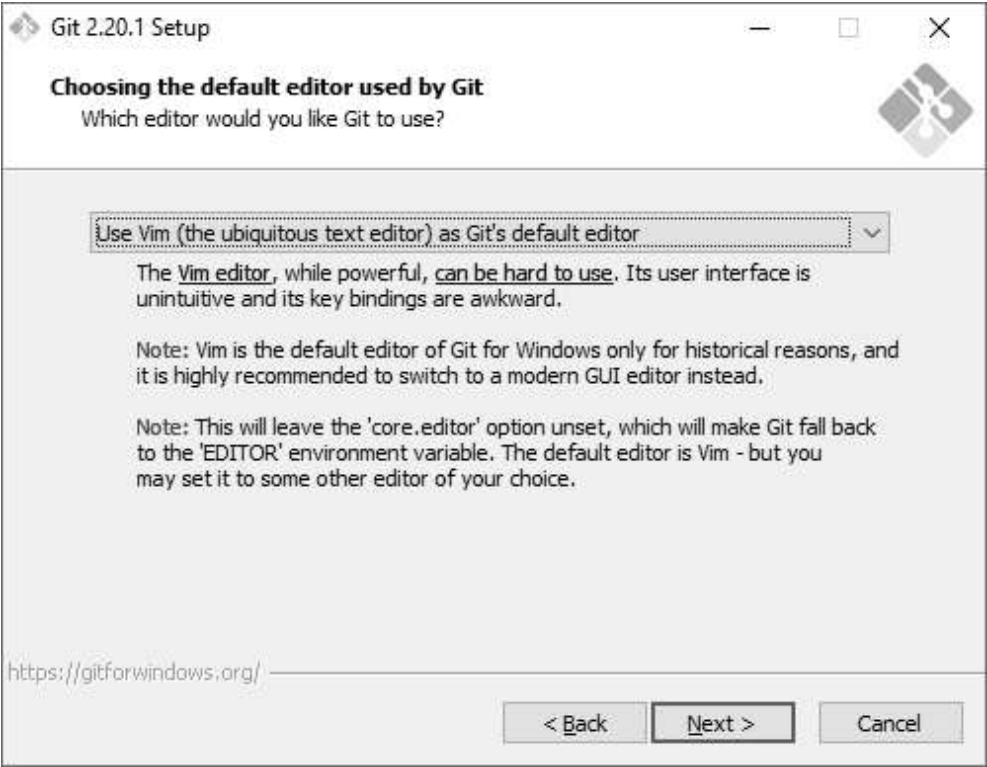 Git 2.20.1 Setup
Choosing the default editor used by Git
Which editor would you like Git to use?
Use Vim (the ubiquitous text editor) as Git's default editor
The Vim editor, while powerful, can be hard to use. Its user interface is
unintuitive and its key bindings are awkward.
Note: Vim is the default editor of Git for Windows only for historical reasons, and
it is highly recommended to switch to a modern GUI editor instead.
Note: This will leave the 'core.editor' option unset, which will make Git fall back
to the 'EDITOR' environment variable. The default editor is Vim - but you
may set it to some other editor of your choice.
https://gitforwindows.org/
< Back Next > Cancel